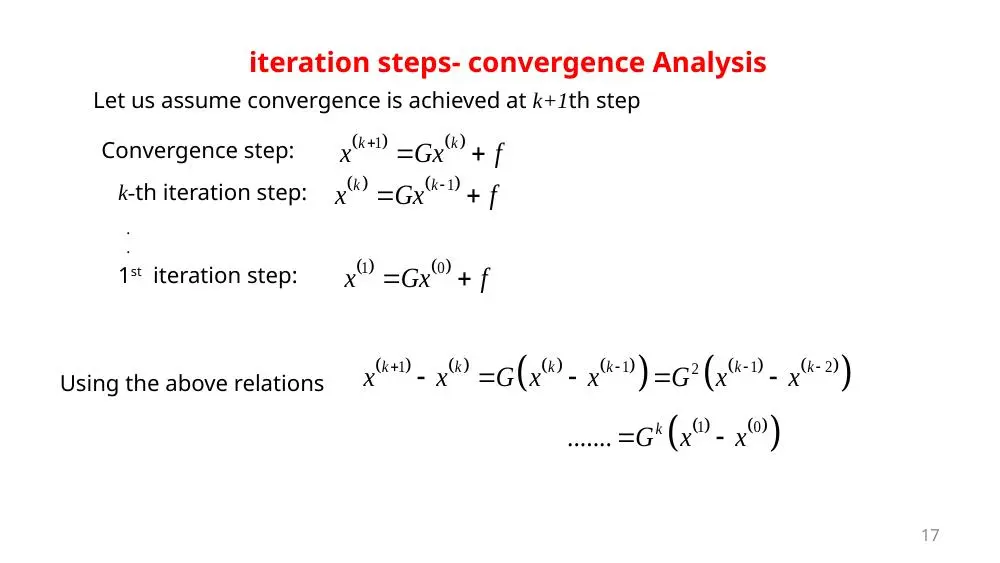 iteration steps- convergence Analysis
Let us assume convergence is achieved at k+1th step
Convergence step: x^(k+1) =Gx^(k) + f
k-th iteration step: x^(k) =Gx^(k-1) + f
.
.
1st iteration step: x^(1) =Gx^(0) + f
Using the above relations x^(k+1) - x^(k) =G(x^(k) - x^(k-1)) =G^2(x^(k-1) - x^(k-2))
....... =G^k(x^(1) - x^(0))
17